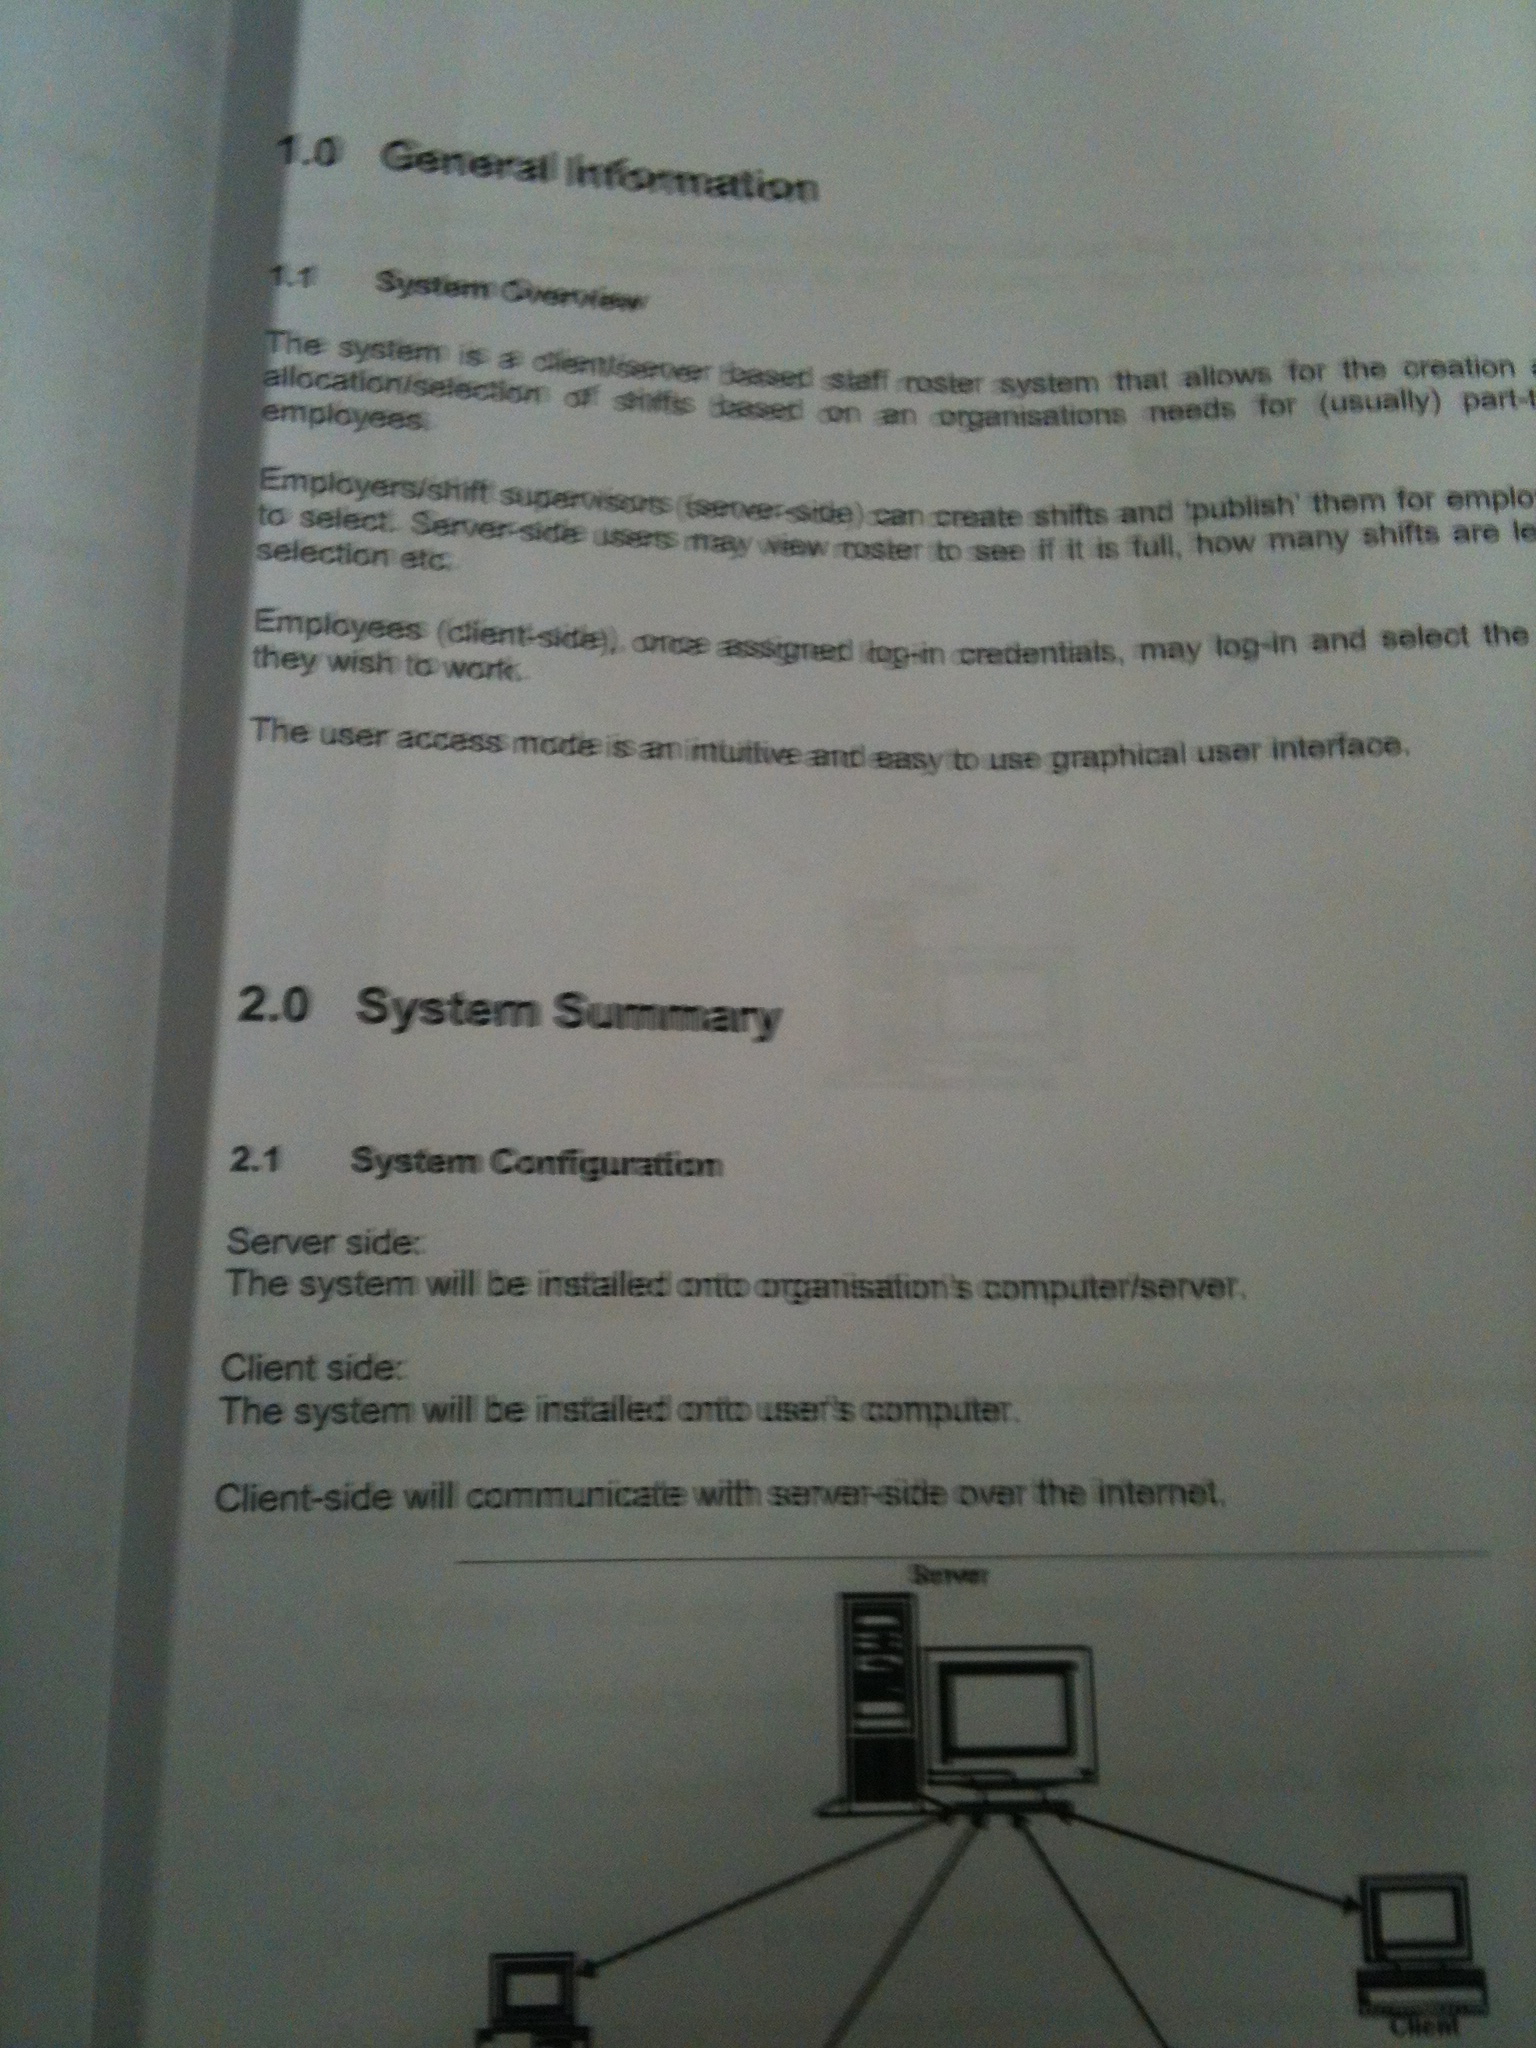 1.0 General Information
1.1 System Overview
The system is a client/server based staff roster system that allows for the creation
allocation/selection of shifts based on an organisations needs for (usually) part-t
employees.
Employers/shift supervisors (server-side) can create shifts and 'publish' them for emplo
to select. Server-side users may view roster to see if it is full, how many shifts are le
selection etc.
Employees (client-side), once assigned log-in credentials, may log-in and select the
they wish to work.
The user access mode is an intuitive and easy to use graphical user interface.
2.0 System Summary
2.1 System Configuration
Server side:
The system will be installed onto organisation's computer/server.
Client side:
The system will be installed onto user's computer.
Client-side will communicate with server-side over the internet.
Server
Client